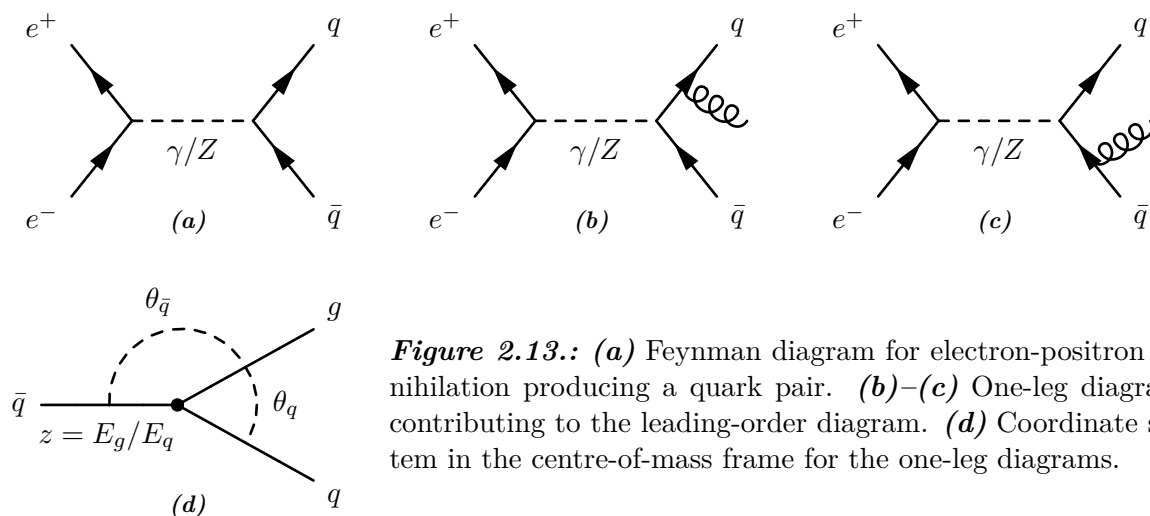 e+ q e+ q e+ q
γ/Z γ/Z γ/Z
e− q̄ e− q̄ e− q̄
(a) (b) (c)
θq̄
g
q̄ θq
z = Eg/Eq
q
(d)
Figure 2.13.: (a) Feynman diagram for electron-positron
nihilation producing a quark pair. (b)–(c) One-leg diagra
contributing to the leading-order diagram. (d) Coordinate s
tem in the centre-of-mass frame for the one-leg diagrams.